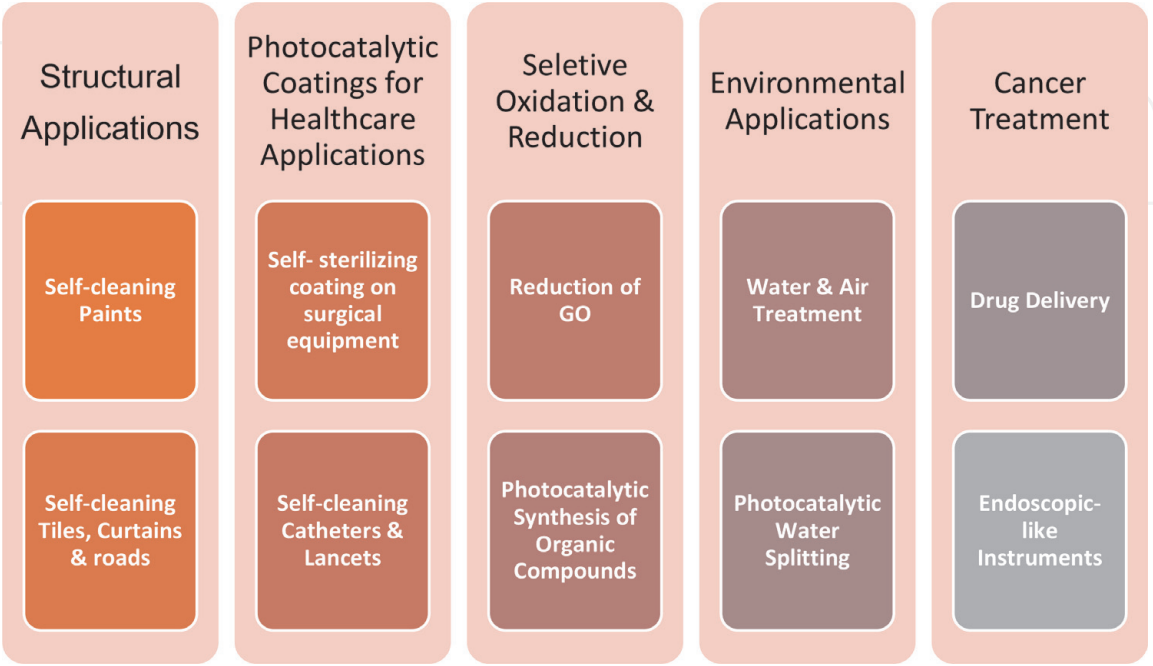 Structural
Applications
Self-cleaning
Paints
Self-cleaning
Tiles, Curtains
& roads
Photocatalytic
Coatings for
Healthcare
Applications
Self- sterilizing
coating on
surgical
equipment
Self-cleaning
Catheters &
Lancets
Seletive
Oxidation &
Reduction
Reduction of
GO
Photocatalytic
Synthesis of
Organic
Compounds
Environmental
Applications
Water & Air
Treatment
Photocatalytic
Water
Splitting
Cancer
Treatment
Drug Delivery
Endoscopic-
like
Instruments